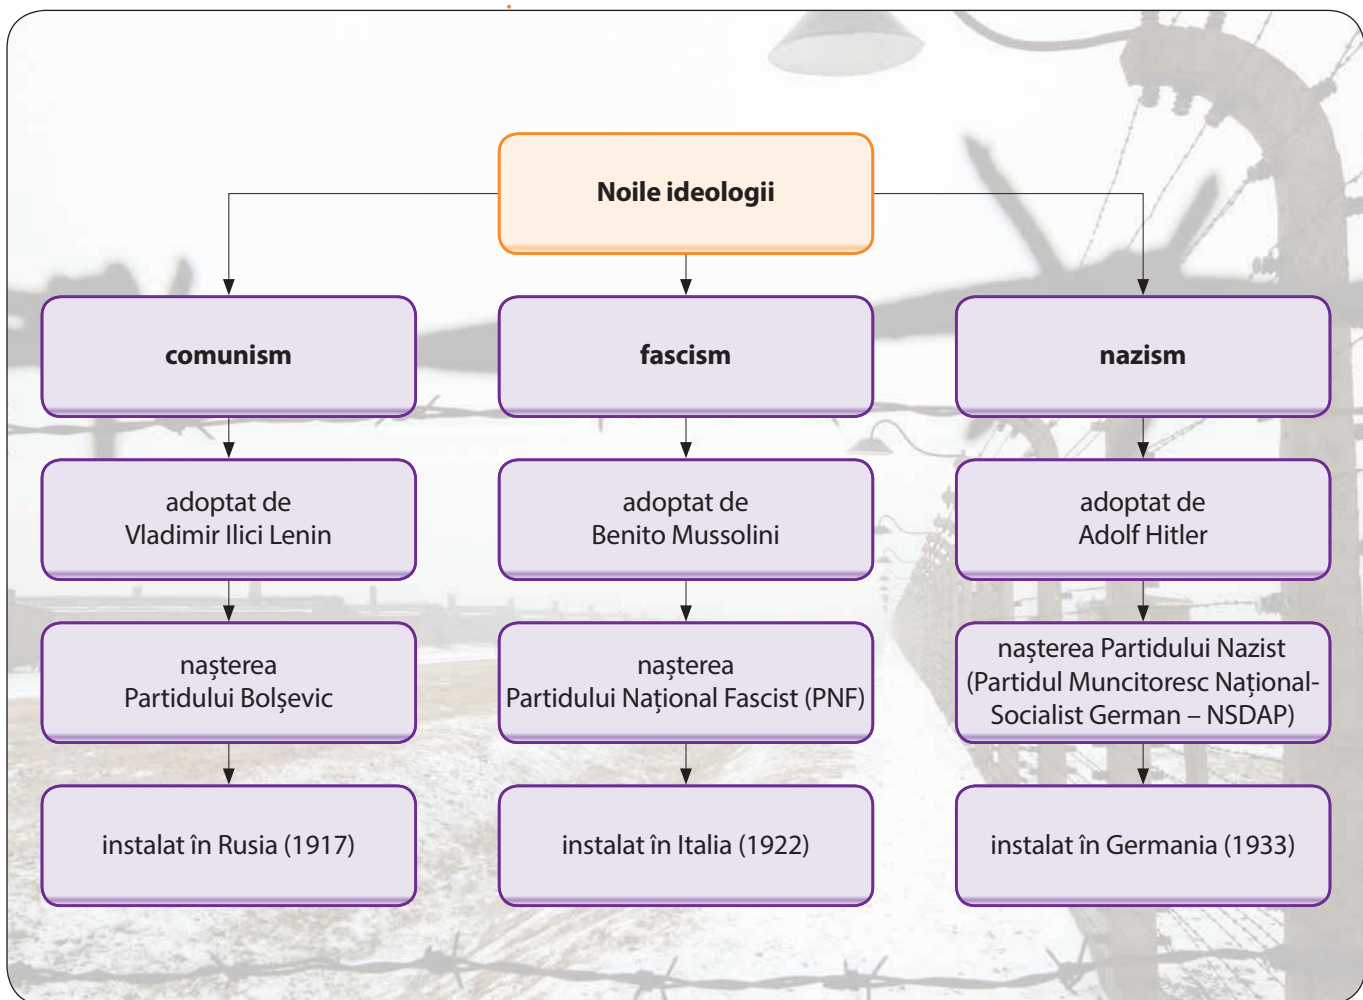 Noile ideologii
comunism
adoptat de
Vladimir Ilici Lenin
nașterea
Partidului Bolșevic
instalat în Rusia (1917)
fascism
adoptat de
Benito Mussolini
nașterea
Partidului Național Fascist (PNF)
instalat în Italia (1922)
nazism
adoptat de
Adolf Hitler
nașterea Partidului Nazist
(Partidul Muncitoresc Național-
Socialist German – NSDAP)
instalat în Germania (1933)